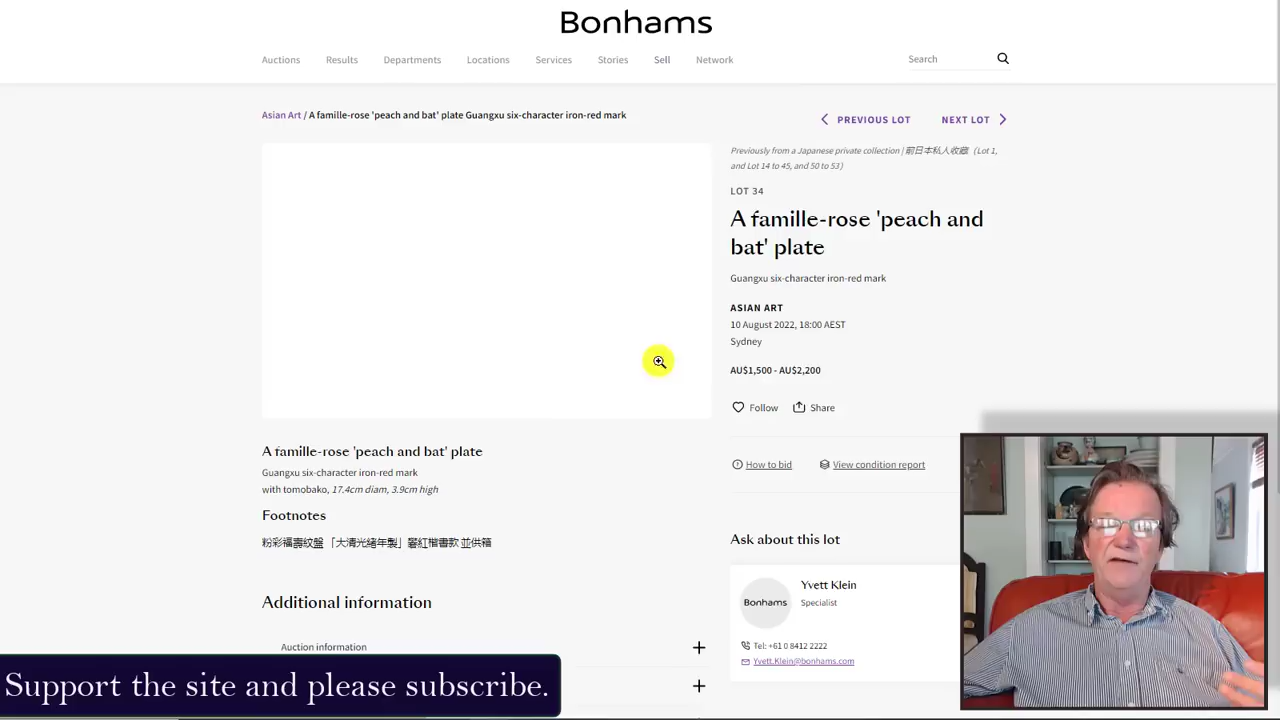 Bonhams
Auctions Results Departments Locations Services Stories Sell Network Search
Asian Art / A famille-rose 'peach and bat' plate Guangxu six-character iron-red mark
PREVIOUS LOT NEXT LOT
Previously from a Japanese private collection | 前日本私人收藏 (Lot 1,
and Lot 14 to 45, and 50 to 53)
LOT 34
A famille-rose 'peach and
bat' plate
Guangxu six-character iron-red mark
ASIAN ART
10 August 2022, 18:00 AEST
Sydney
AU$1,500 - AU$2,200
Follow Share
How to bid View condition report
A famille-rose 'peach and bat' plate
Guangxu six-character iron-red mark
with tomobako, 17.4cm diam, 3.9cm high
Footnotes
粉彩福壽紋盤 「大清光緒年製」礬紅楷書款 並供箱
Additional information
Auction information
Ask about this lot
Bonhams
Yvett Klein
Specialist
Tel: +61 0 8412 2222
Yvett.Klein@bonhams.com
Support the site and please subscribe.